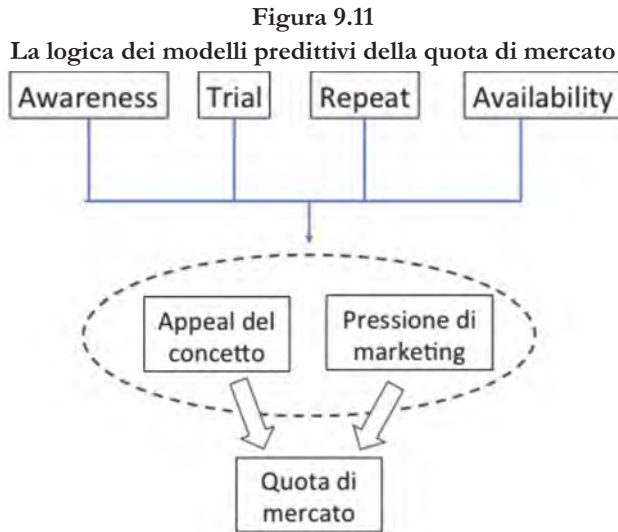 Figura 9.11
La logica dei modelli predittivi della quota di mercato
Awareness
Trial
Repeat
Availability
Appeal del
concetto
Pressione di
marketing
Quota di
mercato